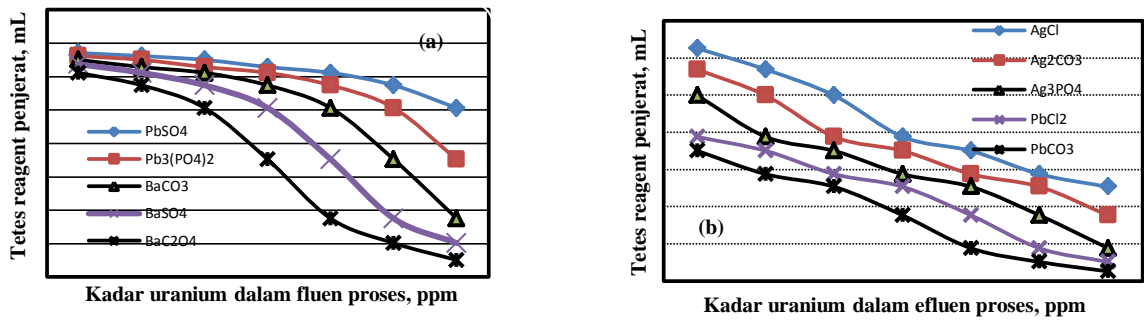 Tetes reagent penjerat, mL
(a)
PbSO4
Pb3(PO4)2
BaCO3
BaSO4
BaC2O4
Kadar uranium dalam fluen proses, ppm
Tetes reagent penjerat, mL
AgCl
Ag2CO3
Ag3PO4
PbCl2
PbCO3
(b)
Kadar uranium dalam efluen proses, ppm